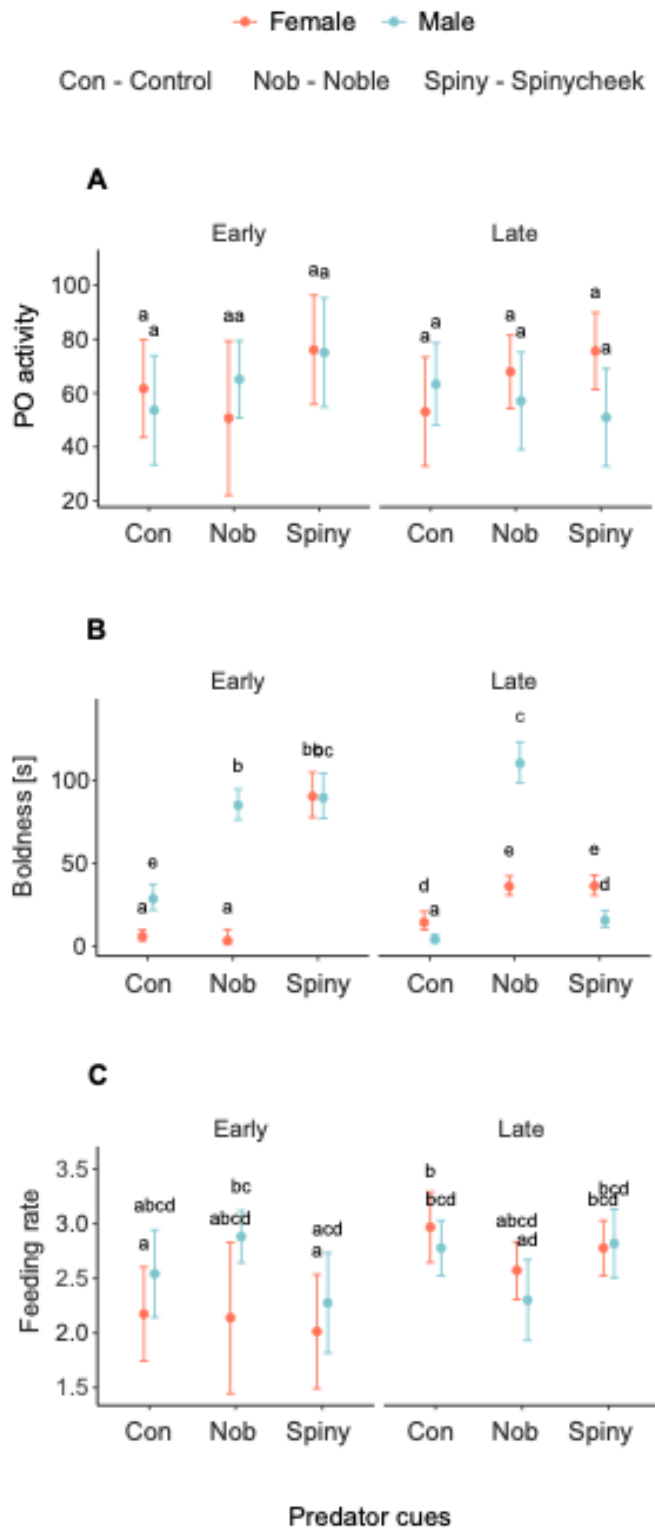 Female Male
Con - Control Nob - Noble Spiny - Spinycheek
A
Early Late
PO activity
100
80
60
40
20
a a a a a a a a a a a a
Con Nob Spiny Con Nob Spiny
B
Early Late
Boldness [s]
100
50
0
a e a b bb bc d a e c e d
Con Nob Spiny Con Nob Spiny
C
Early Late
Feeding rate
3.5
3.0
2.5
2.0
1.5
a abcd abcd bc a acd b bcd abcd ad bcd bcd
Con Nob Spiny Con Nob Spiny
Predator cues